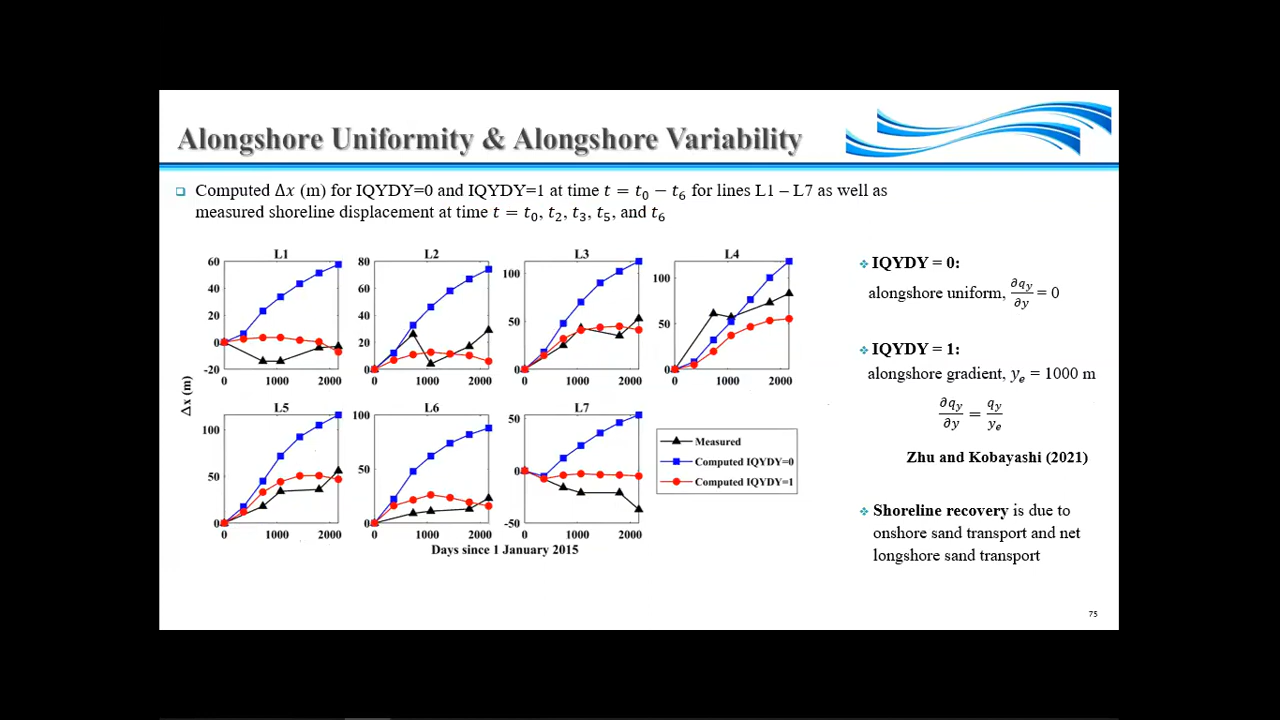 Alongshore Uniformity & Alongshore Variability
Computed Δx (m) for IQYDY=0 and IQYDY=1 at time t = t₀ − t₆ for lines L1 – L7 as well as
measured shoreline displacement at time t = t₀, t₂, t₃, t₅, and t₆
L1 L2 L3 L4
60 80 100 100
40 60
20 40 50 50
0 20
-20 0 0 0
0 1000 2000 0 1000 2000 0 1000 2000 0 1000 2000
Δx (m)
L5 L6 L7
100 100 50
50 50 0
0 0 -50
0 1000 2000 0 1000 2000 0 1000 2000
Days since 1 January 2015
Measured
Computed IQYDY=0
Computed IQYDY=1
❖ IQYDY = 0:
alongshore uniform, ∂qy/∂y = 0
❖ IQYDY = 1:
alongshore gradient, yₑ = 1000 m
∂qy/∂y = qy/yₑ
Zhu and Kobayashi (2021)
❖ Shoreline recovery is due to
onshore sand transport and net
longshore sand transport
75